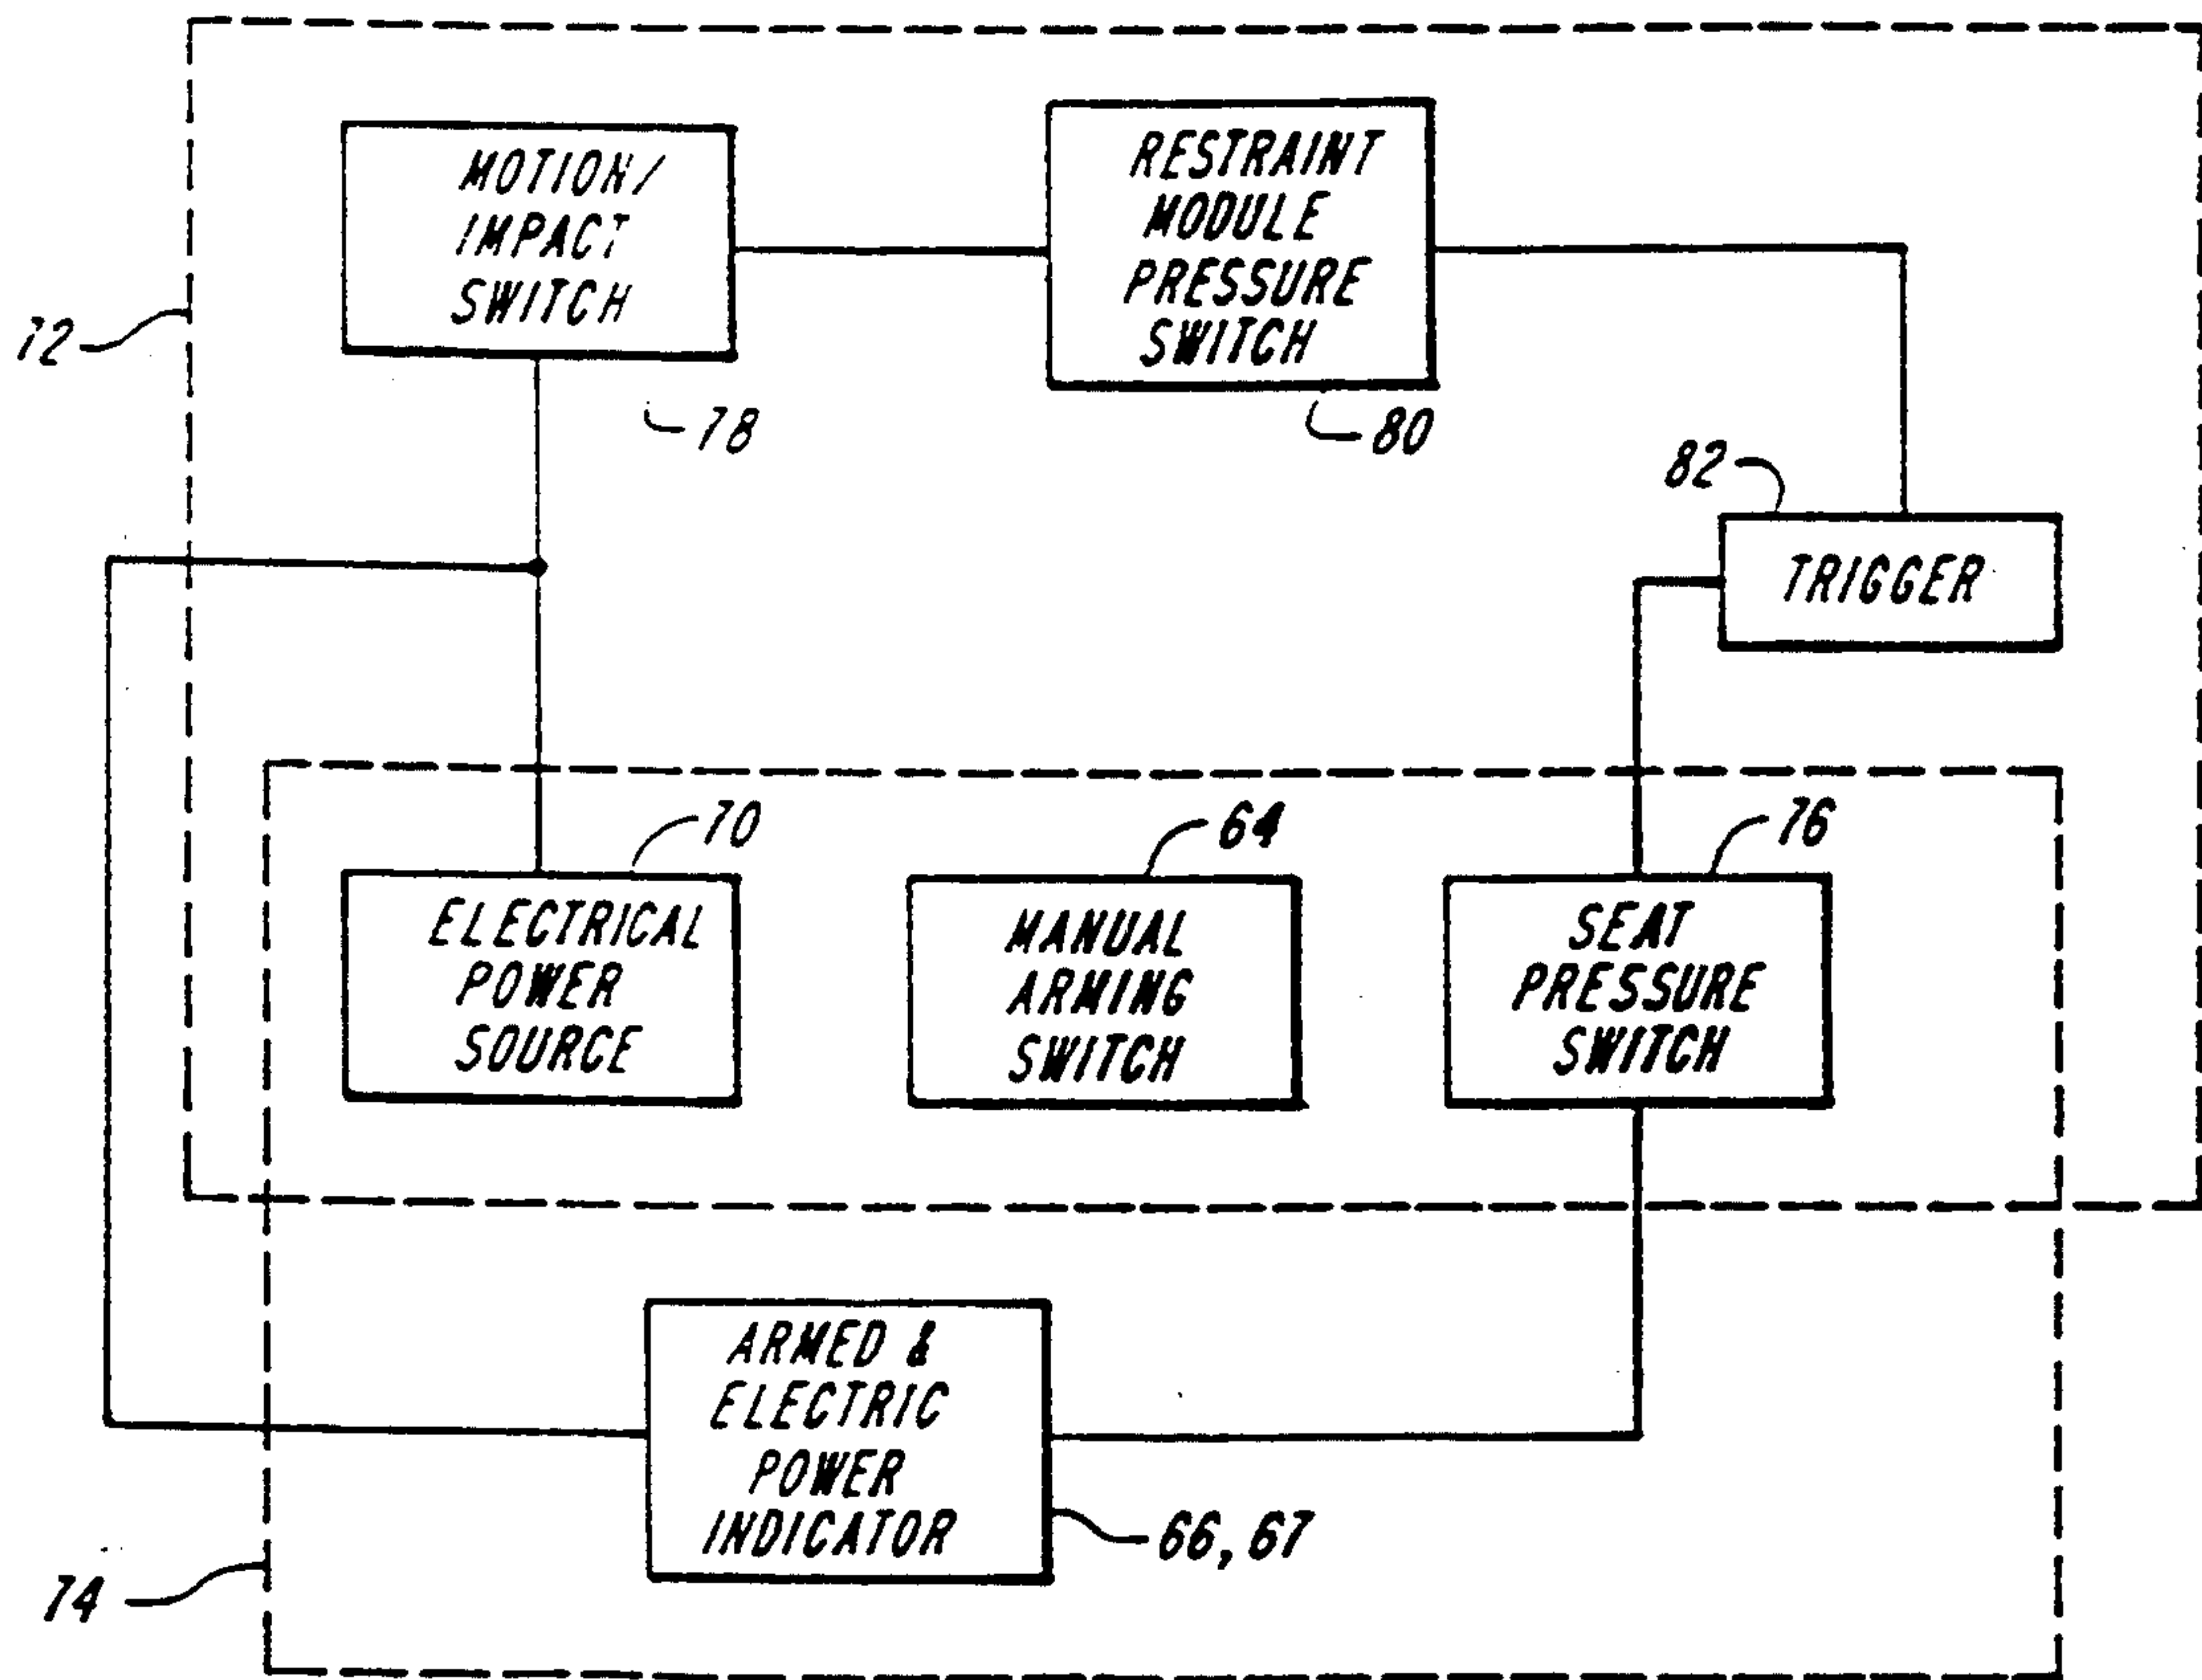 MOTION/
IMPACT
SWITCH
RESTRAINT
MODULE
PRESSURE
SWITCH
72
78
80
82
TRIGGER
70
64
76
ELECTRICAL
POWER
SOURCE
MANUAL
ARMING
SWITCH
SEAT
PRESSURE
SWITCH
ARMED &
ELECTRIC
POWER
INDICATOR
66, 67
74